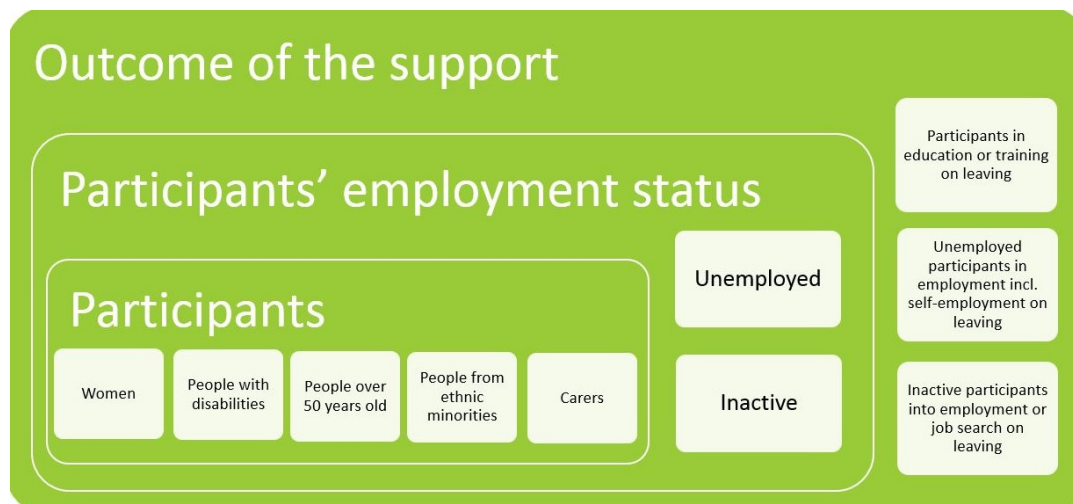 Outcome of the support
Participants’ employment status
Participants
Women
People with
disabilities
People over
50 years old
People from
ethnic
minorities
Carers
Unemployed
Inactive
Participants in
education or training
on leaving
Unemployed
participants in
employment incl.
self-employment on
leaving
Inactive participants
into employment or
job search on
leaving